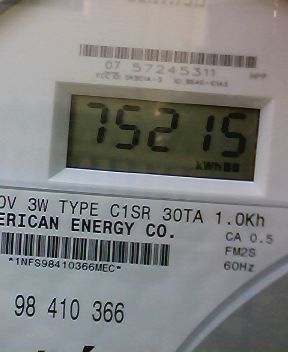 07 57245311
75215
kWh
0V 3W TYPE C1SR 30TA 1.0Kh
ERICAN ENERGY CO.
CA 0.5
FM2S
60Hz
*1NFS98410366MEC*
98 410 366